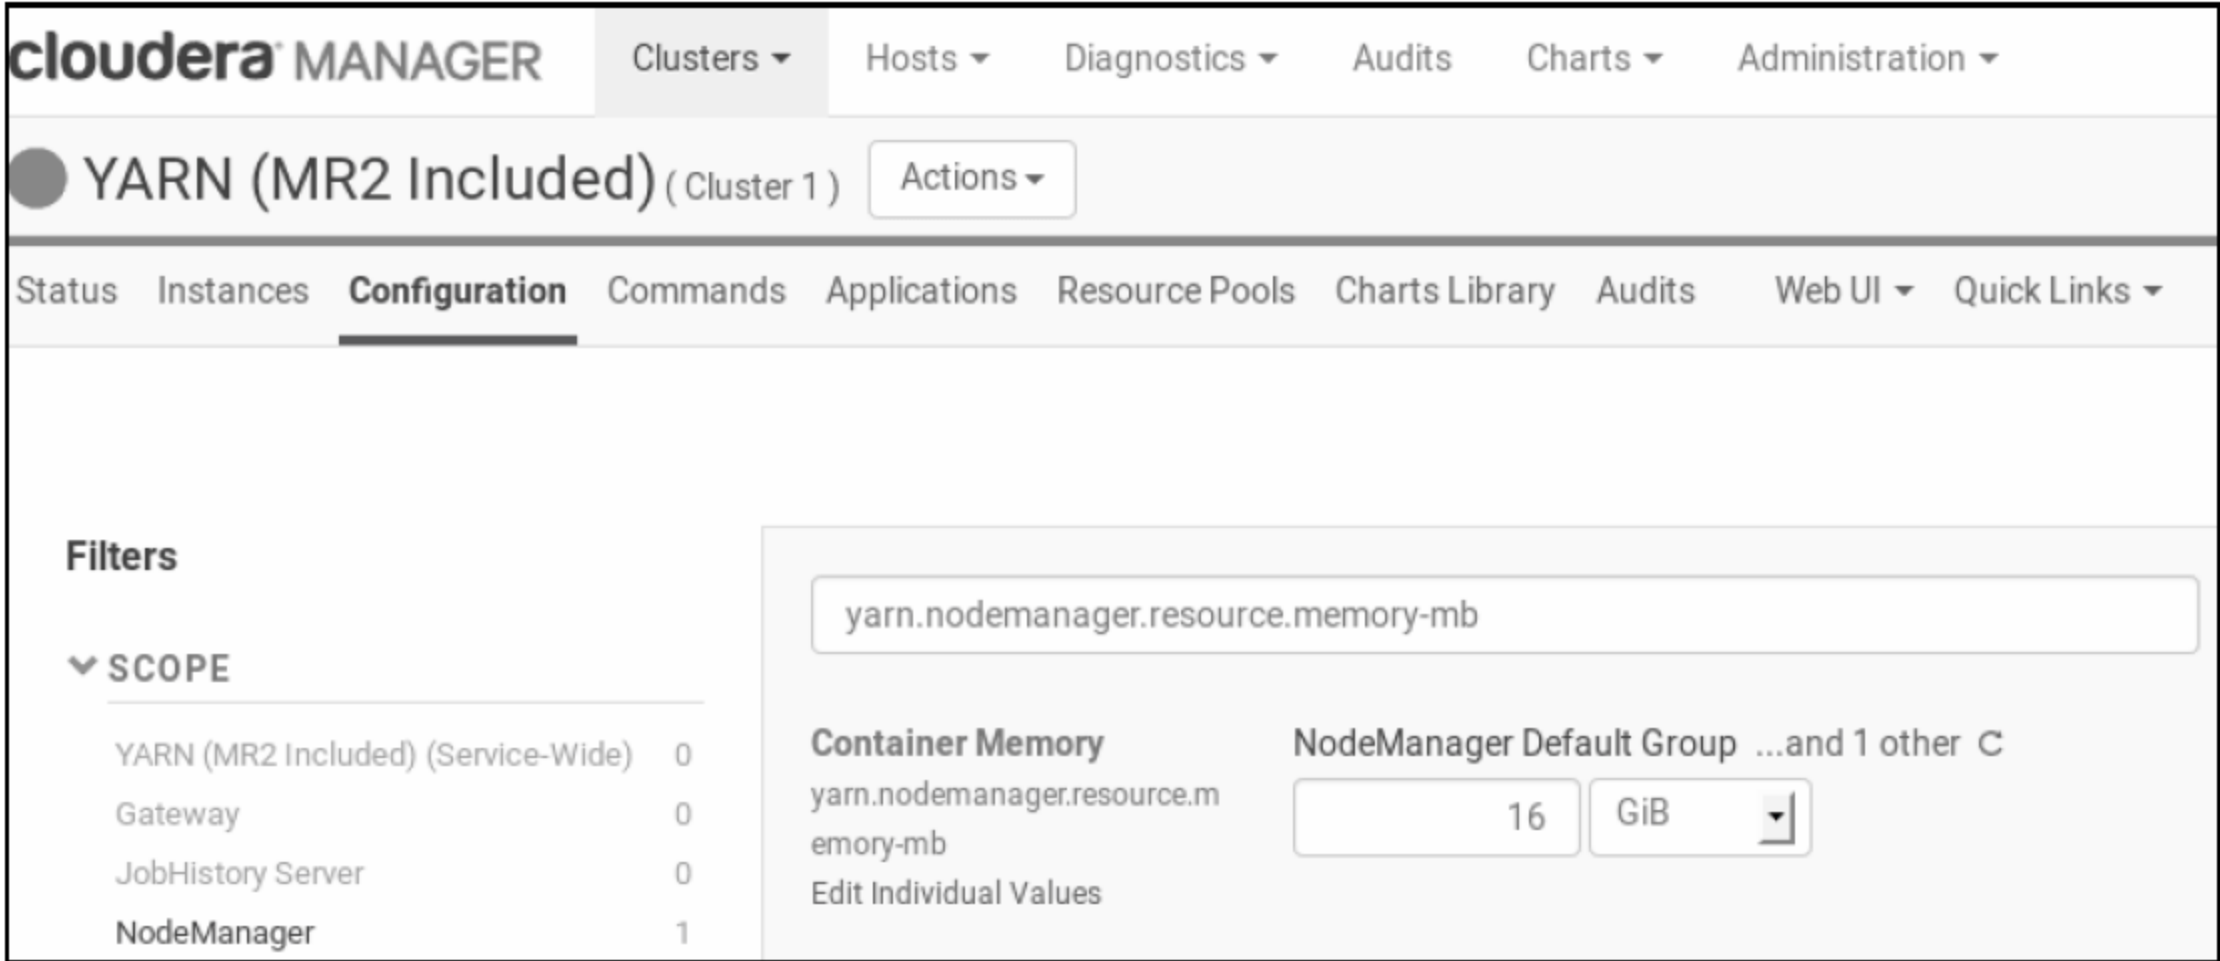 cloudera MANAGER Clusters Hosts Diagnostics Audits Charts Administration
YARN (MR2 Included) ( Cluster 1 ) Actions
Status Instances Configuration Commands Applications Resource Pools Charts Library Audits Web UI Quick Links
Filters
SCOPE
YARN (MR2 Included) (Service-Wide) 0
Gateway 0
JobHistory Server 0
NodeManager 1
yarn.nodemanager.resource.memory-mb
Container Memory
yarn.nodemanager.resource.m
emory-mb
Edit Individual Values
NodeManager Default Group ...and 1 other
16 GiB